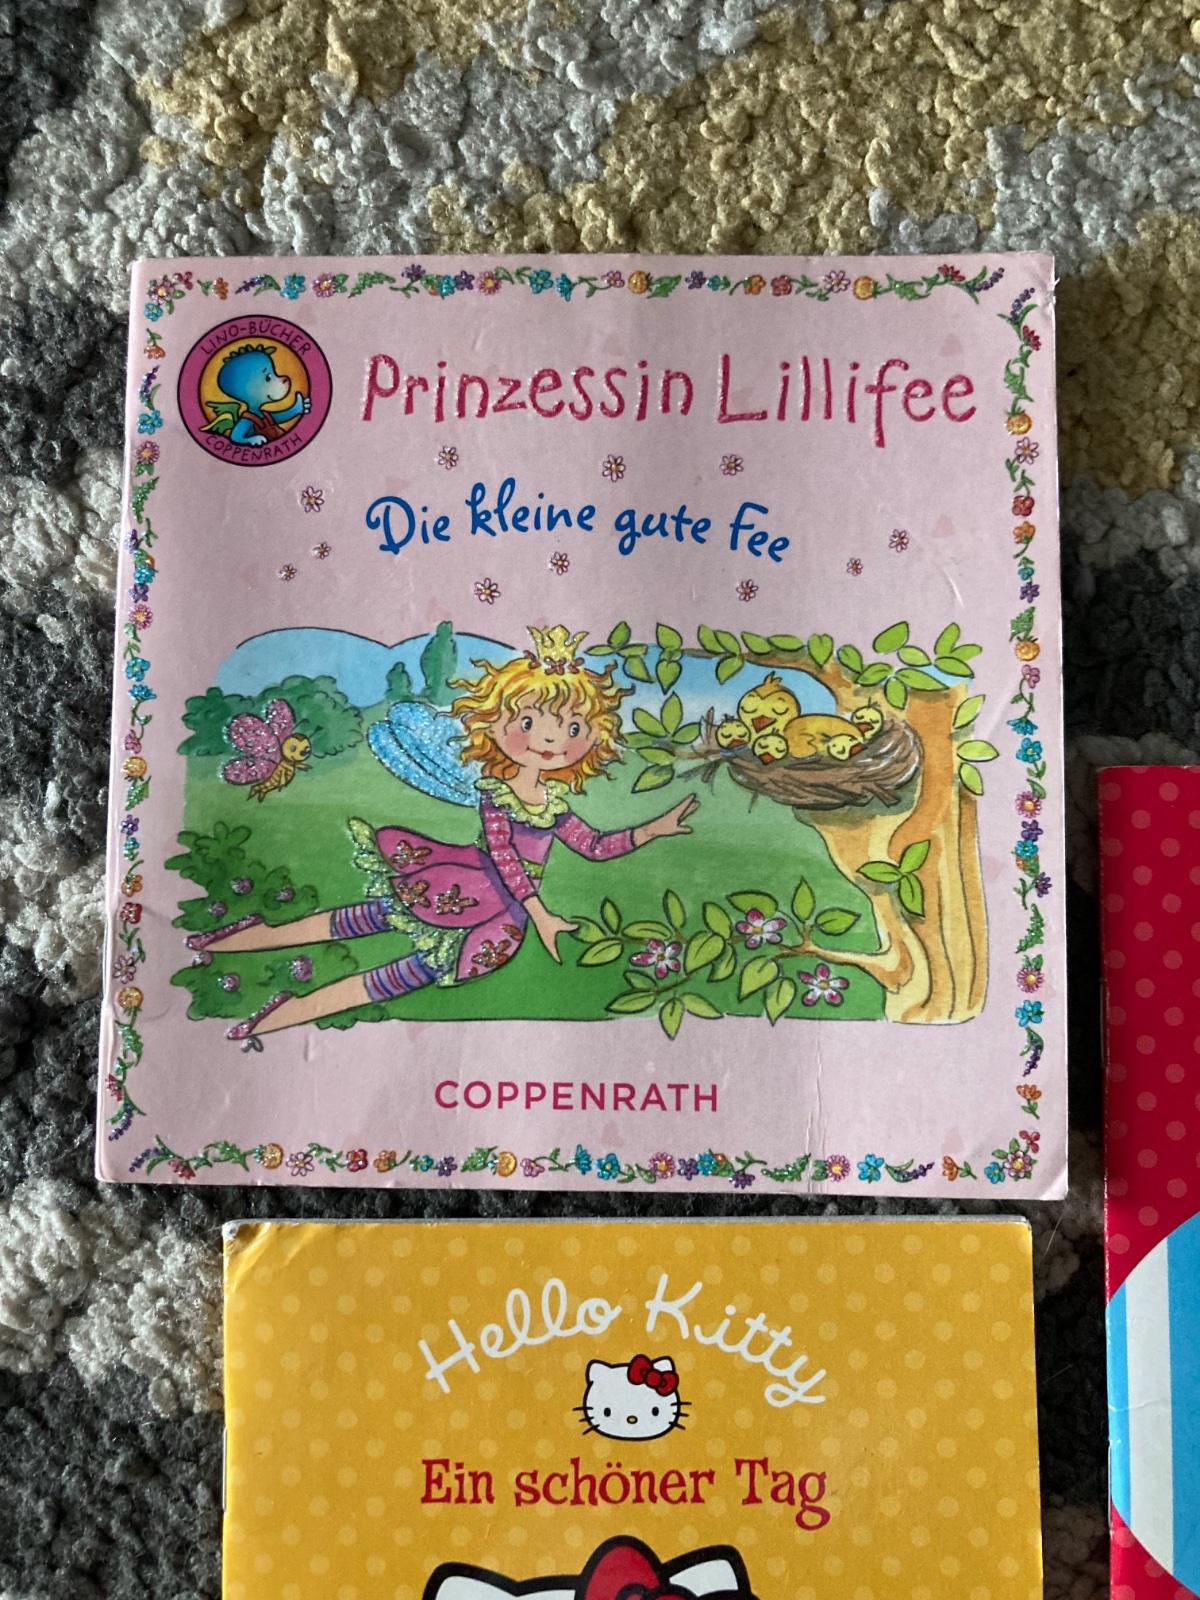 LINO-BÜCHER
COPPENRATH
Prinzessin Lillifee
Die kleine gute Fee
COPPENRATH
Hello Kitty
Ein schöner Tag